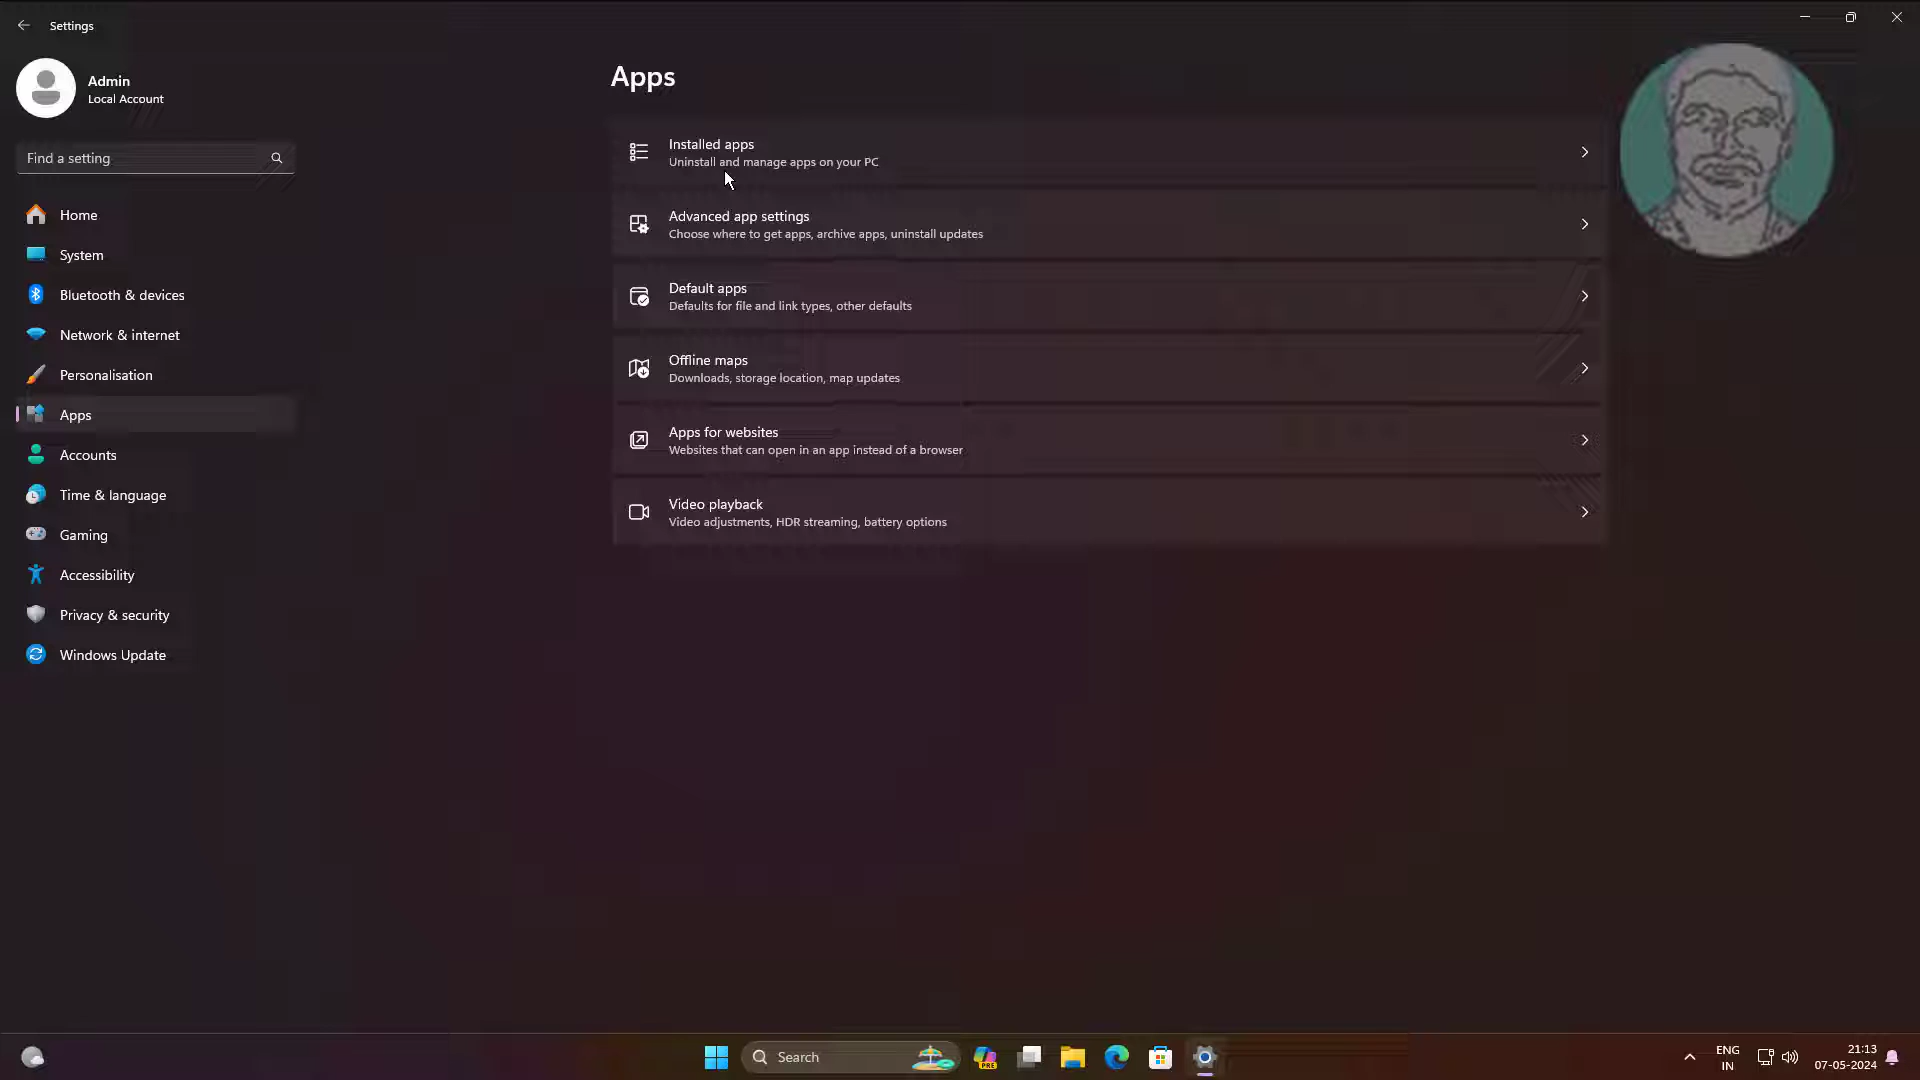 Settings
Admin
Local Account
Find a setting
Home
System
Bluetooth & devices
Network & internet
Personalisation
Apps
Accounts
Time & language
Gaming
Accessibility
Privacy & security
Windows Update
Apps
Installed apps
Uninstall and manage apps on your PC
Advanced app settings
Choose where to get apps, archive apps, uninstall updates
Default apps
Defaults for file and link types, other defaults
Offline maps
Downloads, storage location, map updates
Apps for websites
Websites that can open in an app instead of a browser
Video playback
Video adjustments, HDR streaming, battery options
Search
PRE
ENG
IN
21:13
07-05-2024